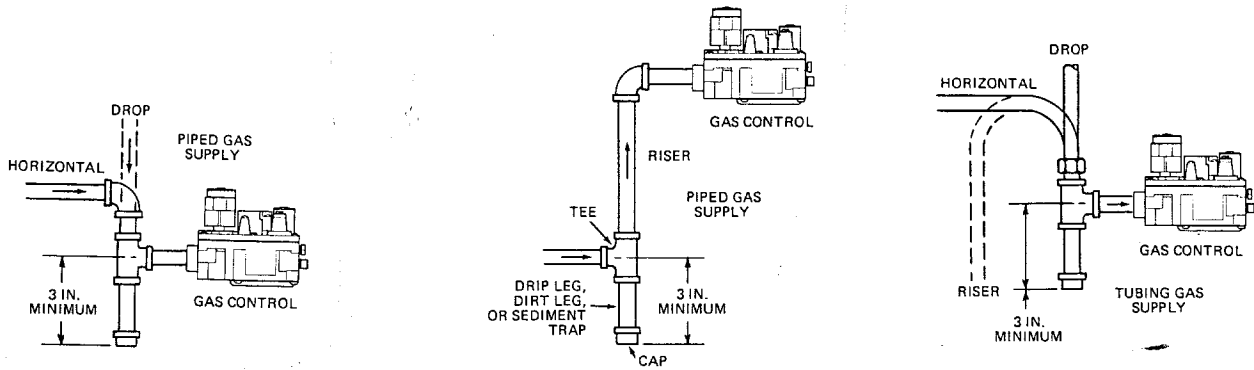 DROP
PIPED GAS
SUPPLY
HORIZONTAL
3 IN.
MINIMUM
GAS CONTROL
GAS CONTROL
RISER
PIPED GAS
SUPPLY
TEE
DRIP LEG,
DIRT LEG,
OR SEDIMENT
TRAP
3 IN.
MINIMUM
CAP
DROP
HORIZONTAL
GAS CONTROL
RISER
TUBING GAS
SUPPLY
3 IN.
MINIMUM